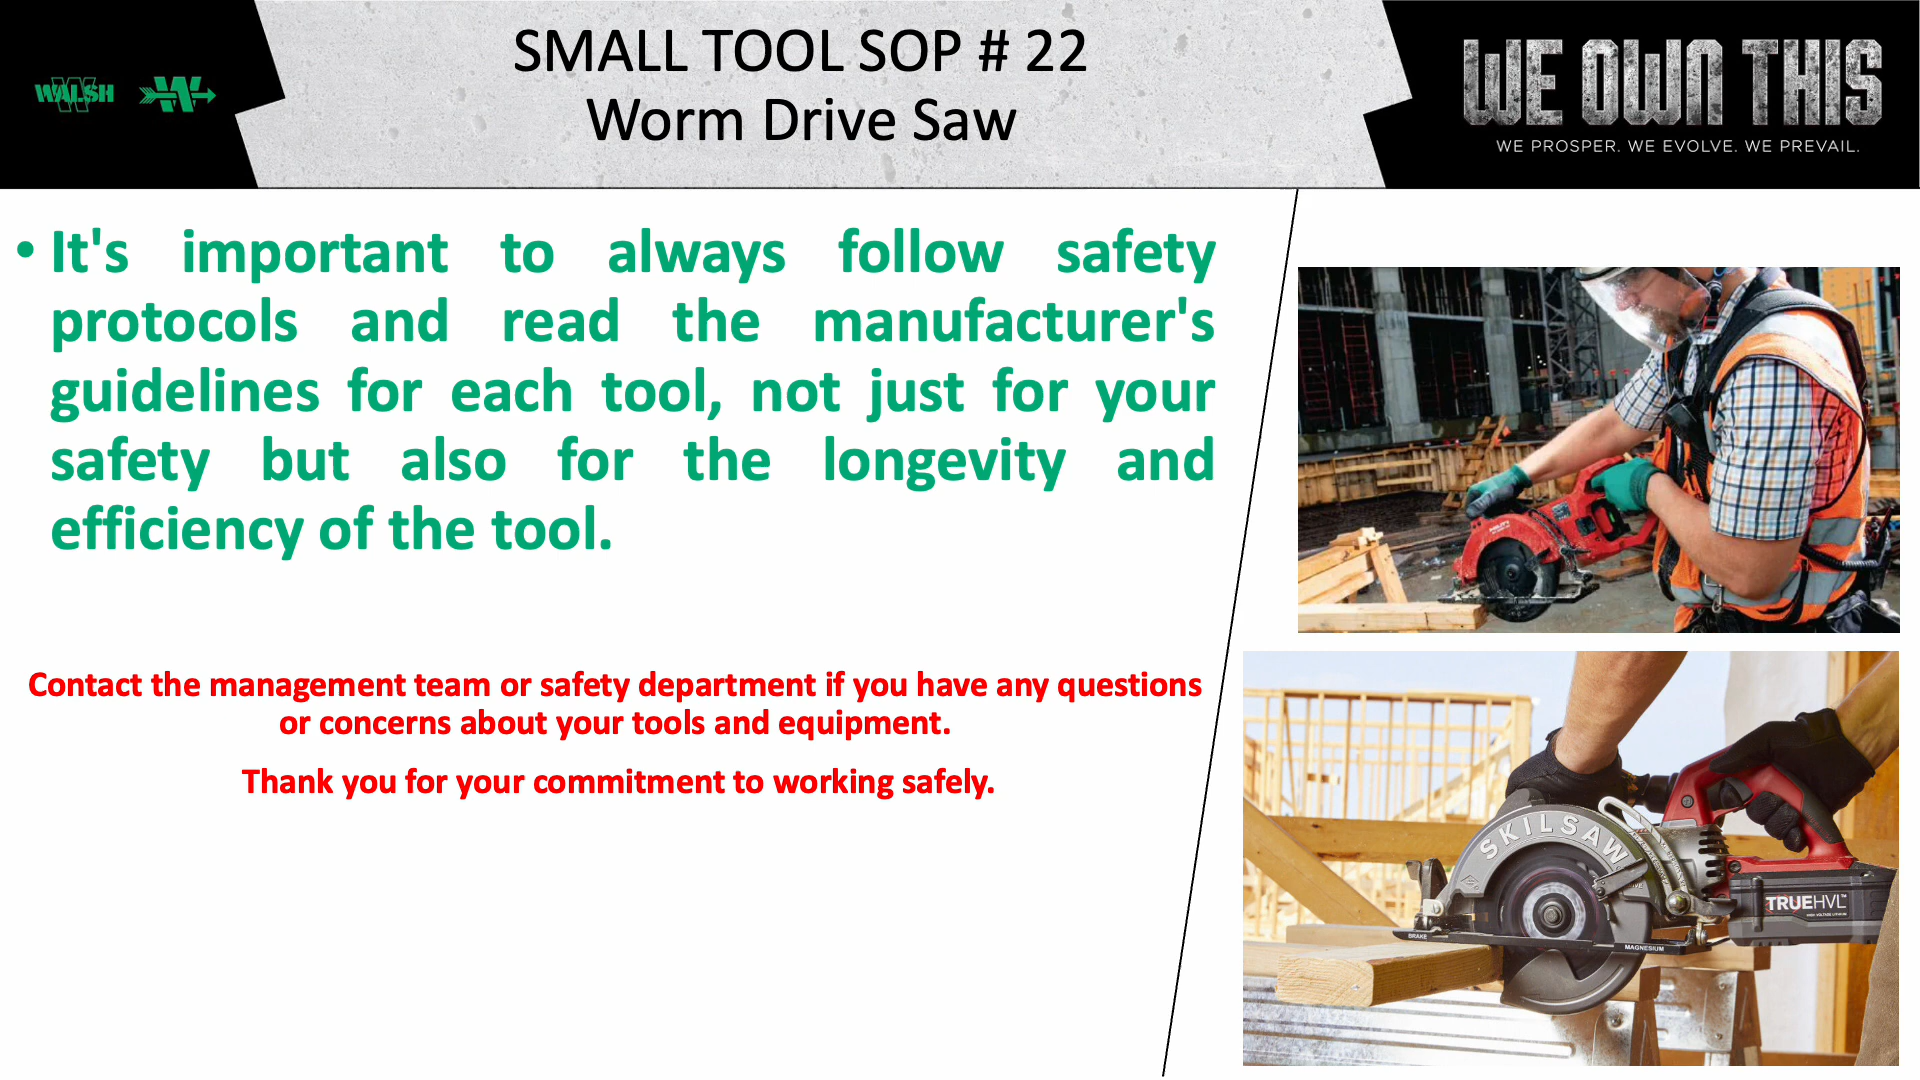 WALSH
SMALL TOOL SOP # 22
Worm Drive Saw
WE OWN THIS
WE PROSPER. WE EVOLVE. WE PREVAIL.
• It's important to always follow safety
protocols and read the manufacturer's
guidelines for each tool, not just for your
safety but also for the longevity and
efficiency of the tool.
Contact the management team or safety department if you have any questions
or concerns about your tools and equipment.
Thank you for your commitment to working safely.
SKILSAW
TRUEHVL™
BRAKE
MAGNESIUM